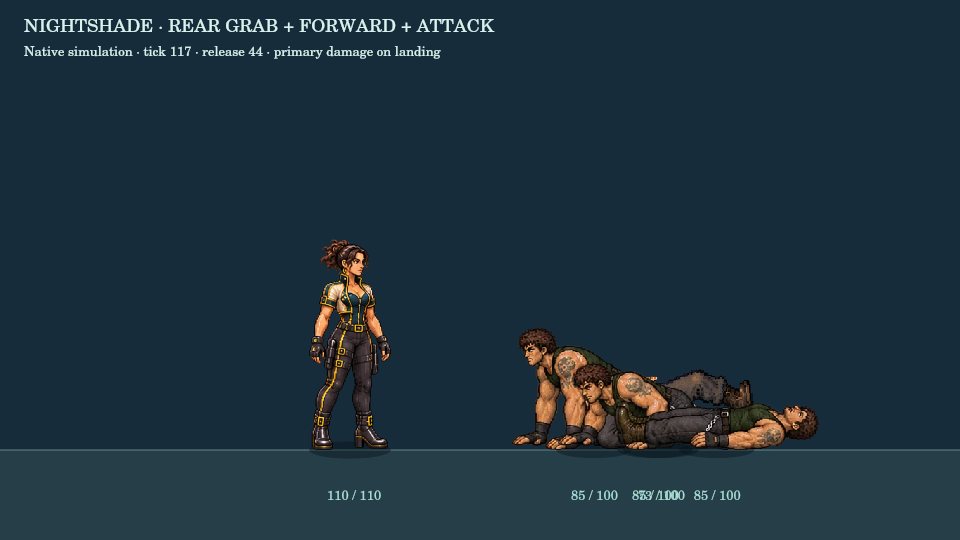 NIGHTSHADE · REAR GRAB + FORWARD + ATTACK
Native simulation · tick 117 · release 44 · primary damage on landing
110 / 110 85 / 100 85 / 100